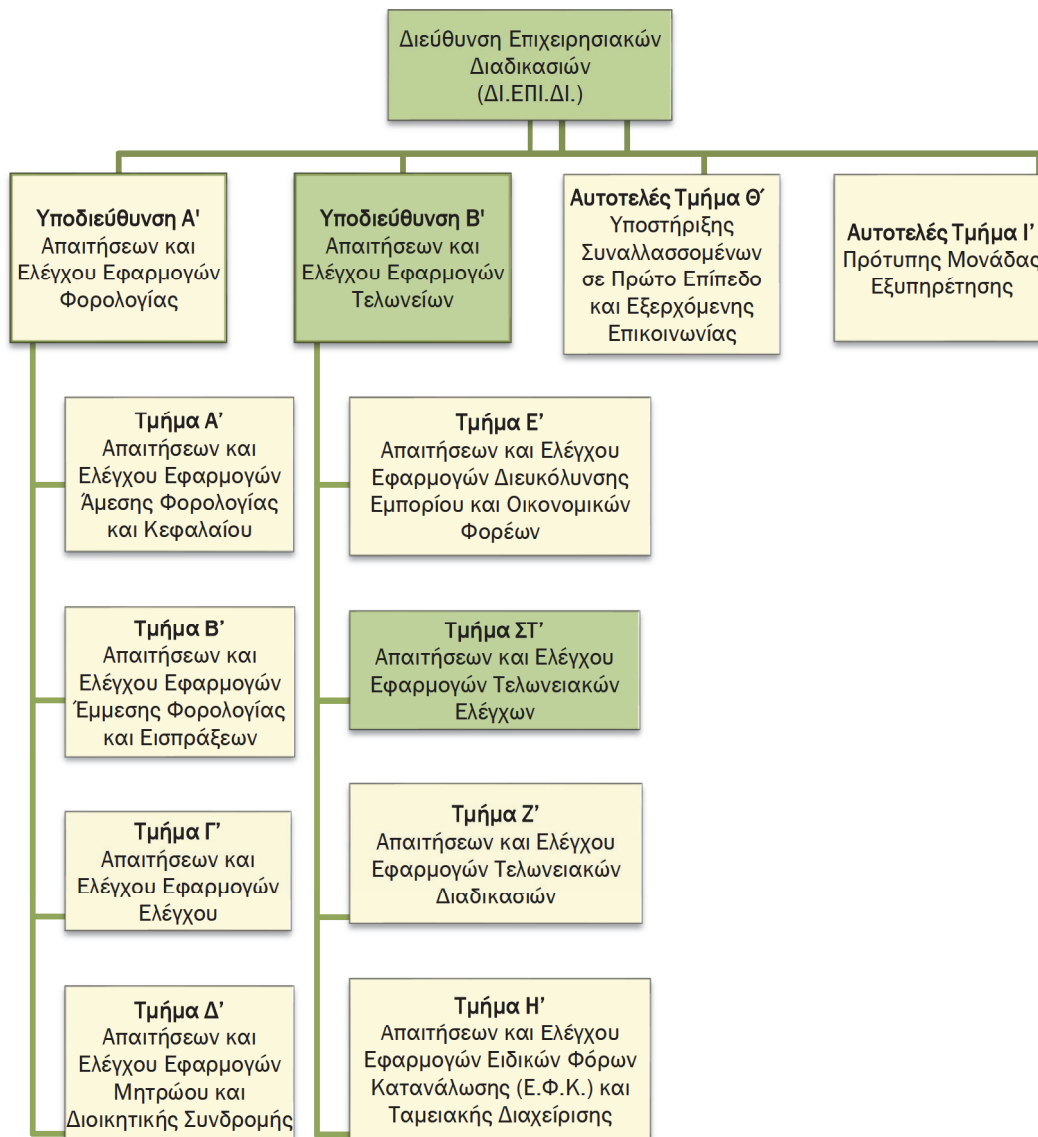 Διεύθυνση Επιχειρησιακών
Διαδικασιών
(ΔΙ.ΕΠΙ.ΔΙ.)
Υποδιεύθυνση Α'
Απαιτήσεων και
Ελέγχου Εφαρμογών
Φορολογίας
Υποδιεύθυνση Β'
Απαιτήσεων και
Ελέγχου Εφαρμογών
Τελωνείων
Αυτοτελές Τμήμα Θ΄
Υποστήριξης
Συναλλασσομένων
σε Πρώτο Επίπεδο
και Εξερχόμενης
Επικοινωνίας
Αυτοτελές Τμήμα Ι’
Πρότυπης Μονάδας
Εξυπηρέτησης
Τμήμα Α’
Απαιτήσεων και
Ελέγχου Εφαρμογών
Άμεσης Φορολογίας
και Κεφαλαίου
Τμήμα Β’
Απαιτήσεων και
Ελέγχου Εφαρμογών
Έμμεσης Φορολογίας
και Εισπράξεων
Τμήμα Γ’
Απαιτήσεων και
Ελέγχου Εφαρμογών
Ελέγχου
Τμήμα Δ’
Απαιτήσεων και
Ελέγχου Εφαρμογών
Μητρώου και
Διοικητικής Συνδρομής
Τμήμα Ε’
Απαιτήσεων και Ελέγχου
Εφαρμογών Διευκόλυνσης
Εμπορίου και Οικονομικών
Φορέων
Τμήμα ΣΤ’
Απαιτήσεων και Ελέγχου
Εφαρμογών Τελωνειακών
Ελέγχων
Τμήμα Ζ’
Απαιτήσεων και Ελέγχου
Εφαρμογών Τελωνειακών
Διαδικασιών
Τμήμα Η’
Απαιτήσεων και Ελέγχου
Εφαρμογών Ειδικών Φόρων
Κατανάλωσης (Ε.Φ.Κ.) και
Ταμειακής Διαχείρισης